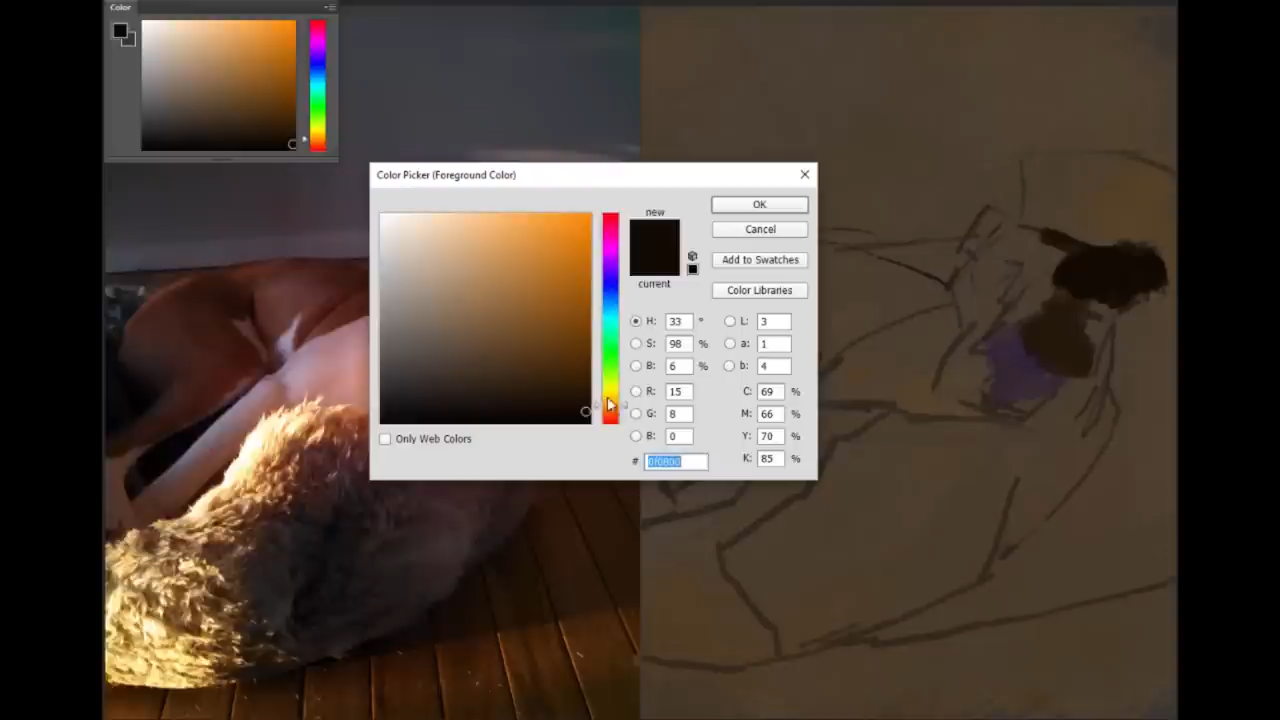 Color
Color Picker (Foreground Color)
new
OK
Cancel
Add to Swatches
current
Color Libraries
H: 33 °
L: 3
S: 98 %
a: 1
B: 6 %
b: 4
R: 15
C: 69 %
G: 8
M: 66 %
B: 0
Y: 70 %
Only Web Colors
# 0f0800
K: 85 %